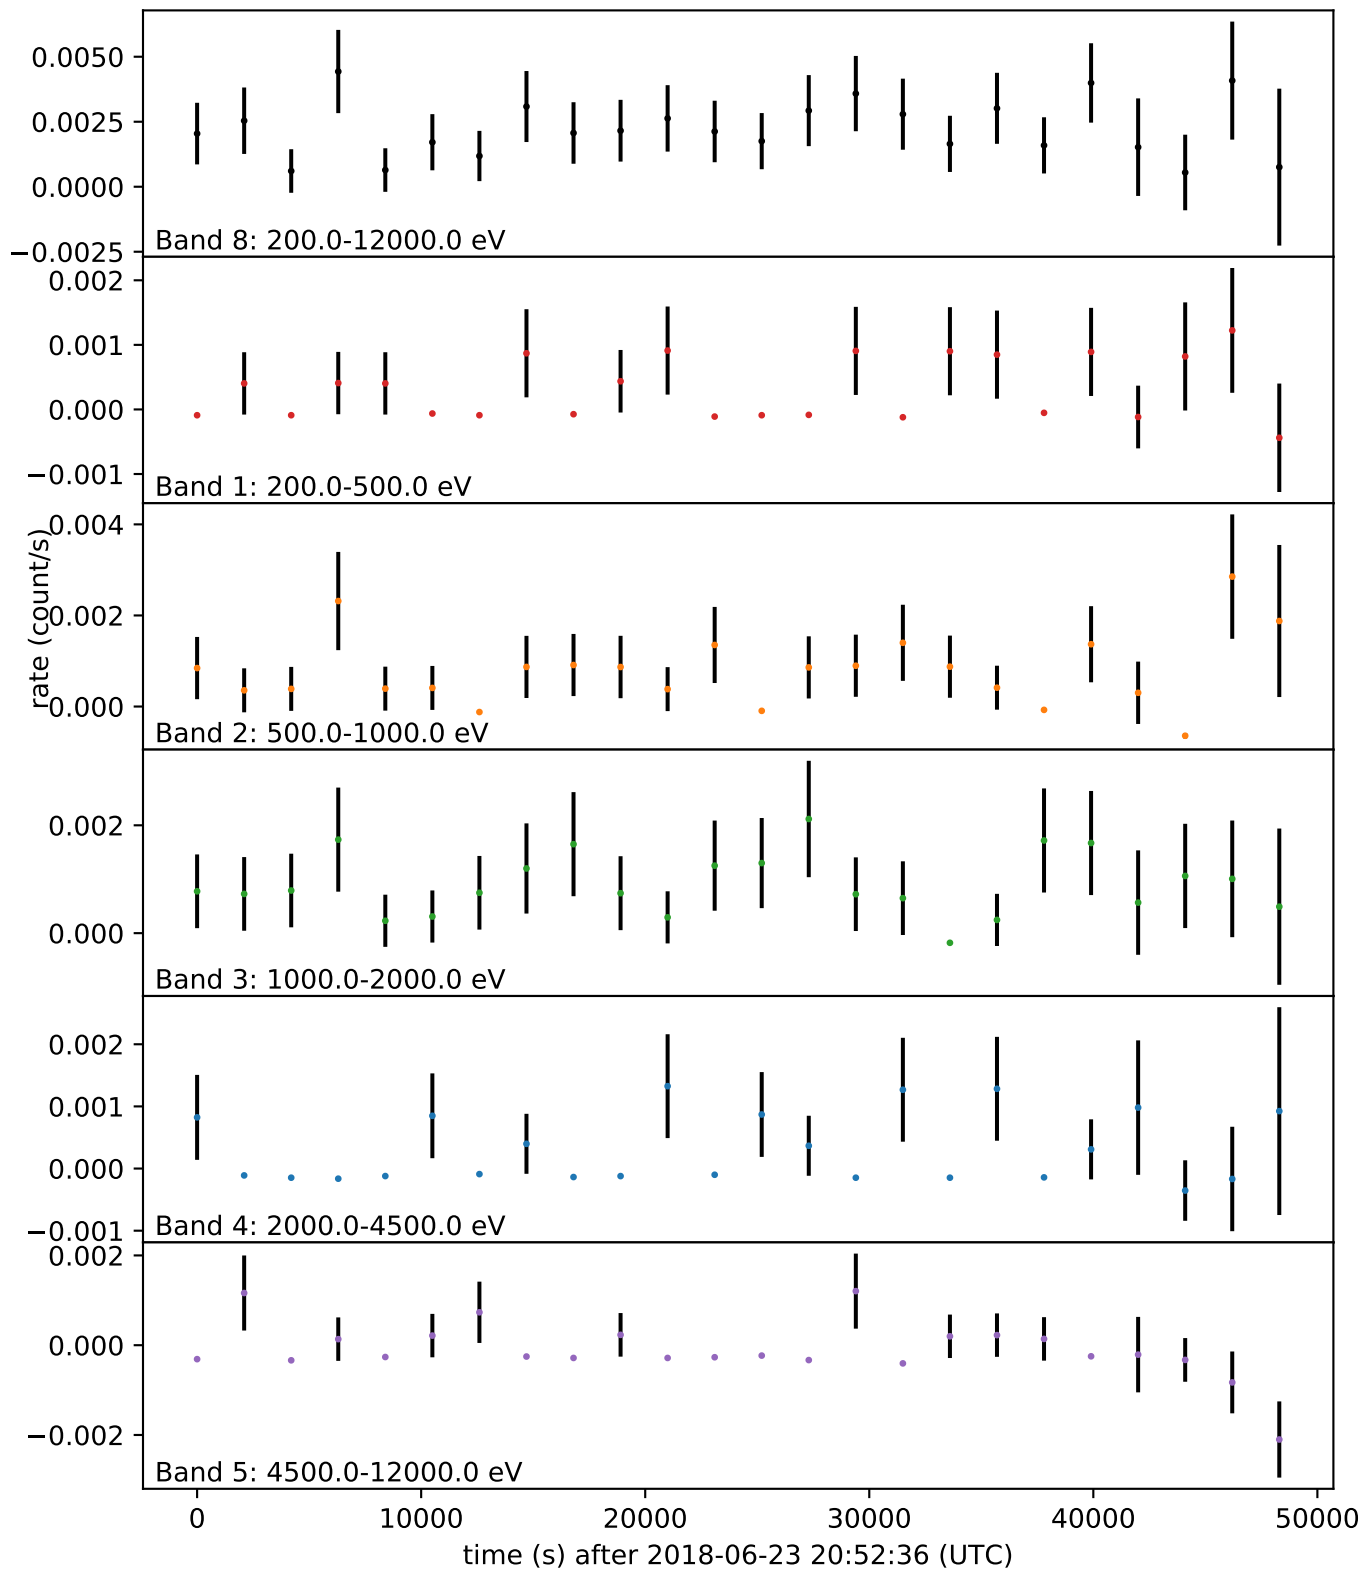 0.0050
0.0025
0.0000
−0.0025
Band 8: 200.0-12000.0 eV
0.002
0.001
0.000
−0.001
Band 1: 200.0-500.0 eV
rate (count/s)
0.004
0.002
0.000
Band 2: 500.0-1000.0 eV
0.002
0.000
Band 3: 1000.0-2000.0 eV
0.002
0.001
0.000
−0.001
Band 4: 2000.0-4500.0 eV
0.002
0.000
−0.002
Band 5: 4500.0-12000.0 eV
0 10000 20000 30000 40000 50000
time (s) after 2018-06-23 20:52:36 (UTC)